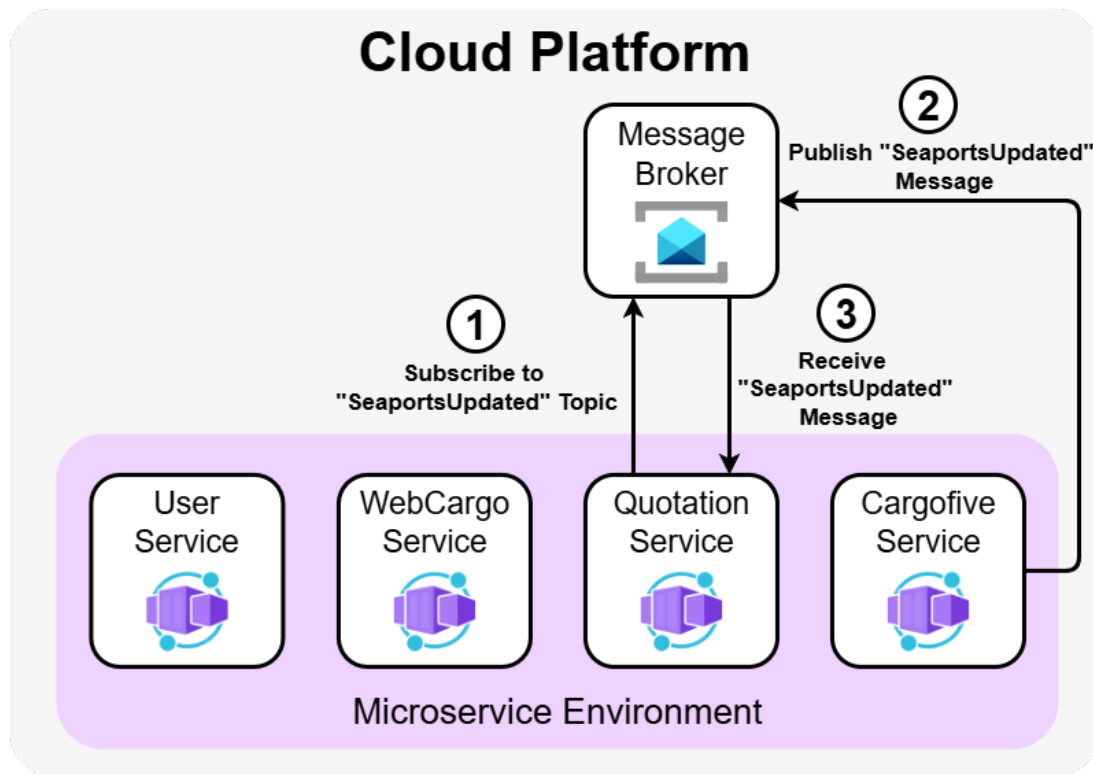 Cloud Platform
Message
Broker
2
Publish "SeaportsUpdated"
Message
1
Subscribe to
"SeaportsUpdated" Topic
3
Receive
"SeaportsUpdated"
Message
User
Service
WebCargo
Service
Quotation
Service
Cargofive
Service
Microservice Environment